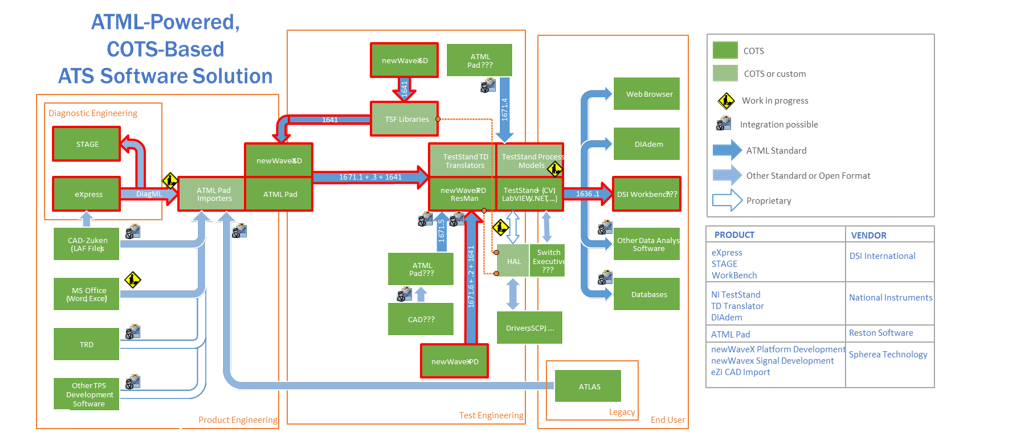 ATML-Powered,
COTS-Based
ATS Software Solution
Diagnostic Engineering
STAGE
eXpress
DiagML
ATML Pad
Importers
newWaveX-SD
ATML Pad
1641
CAD-Zuken
(LAF Files)
MS Office
(Word, Excel)
TRD
Other TPS
Development
Software
Product Engineering
newWaveX-SD
1641
TSF Libraries
ATML
Pad ???
1671.4
1671.1 + .3 + 1641
TestStand TD
Translators
TestStand Process
Models
newWaveX-PD
ResMan
TestStand + (CVI,
LabVIEW, .NET, ...)
1671.5
1671.6 + .2 + 1641
ATML
Pad???
CAD???
newWaveX-PD
HAL
Switch
Executive
???
Drivers, SCPI, ...
Test Engineering
ATLAS
Legacy
1636 .1
Web Browser
DIAdem
DSI Workbench???
Other Data Analysis
Software
Databases
End User
COTS
COTS or custom
Work in progress
Integration possible
ATML Standard
Other Standard or Open Format
Proprietary
PRODUCT VENDOR
eXpress
STAGE
WorkBench
DSI International
NI TestStand
TD Translator
DIAdem
National Instruments
ATML Pad Reston Software
newWaveX Platform Development
newWavex Signal Development
eZI CAD Import
Spherea Technology